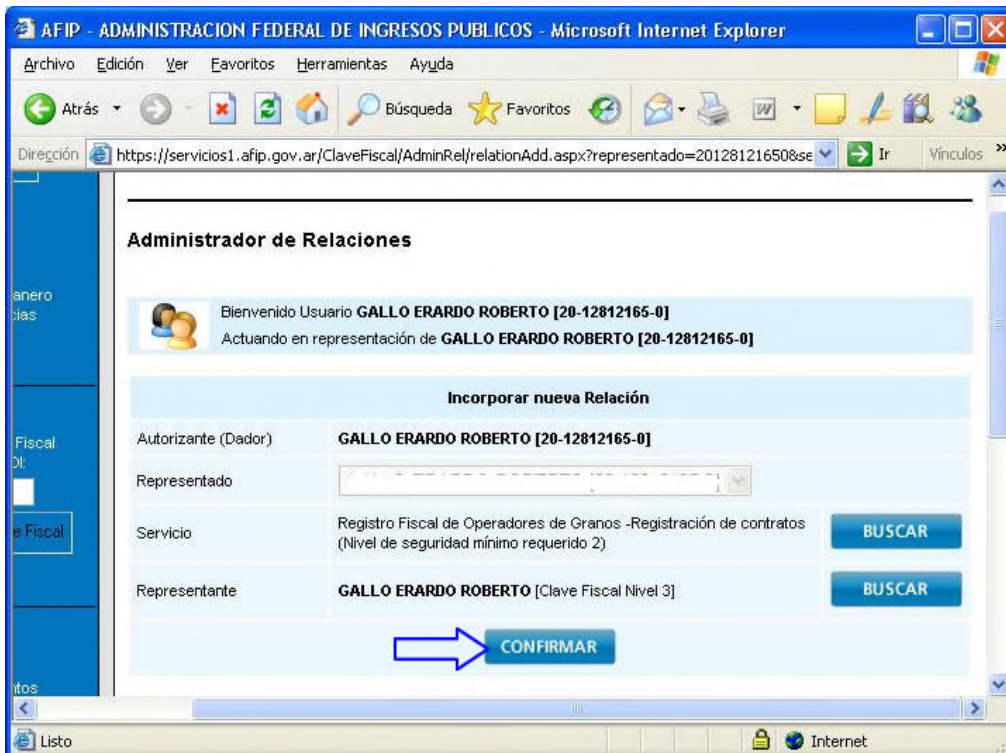 AFIP - ADMINISTRACION FEDERAL DE INGRESOS PUBLICOS - Microsoft Internet Explorer
Archivo Edición Ver Favoritos Herramientas Ayuda
Atrás Búsqueda Favoritos
Dirección https://servicios1.afip.gov.ar/ClaveFiscal/AdminRel/relationAdd.aspx?representado=20128121650&se Ir Vínculos »
Administrador de Relaciones
anero
cias
Bienvenido Usuario GALLO ERARDO ROBERTO [20-12812165-0]
Actuando en representación de GALLO ERARDO ROBERTO [20-12812165-0]
Incorporar nueva Relación
Fiscal
DI:
e Fiscal
Autorizante (Dador) GALLO ERARDO ROBERTO [20-12812165-0]
Representado
Servicio Registro Fiscal de Operadores de Granos -Registración de contratos
(Nivel de seguridad mínimo requerido 2) BUSCAR
Representante GALLO ERARDO ROBERTO [Clave Fiscal Nivel 3] BUSCAR
CONFIRMAR
ntos
Listo Internet